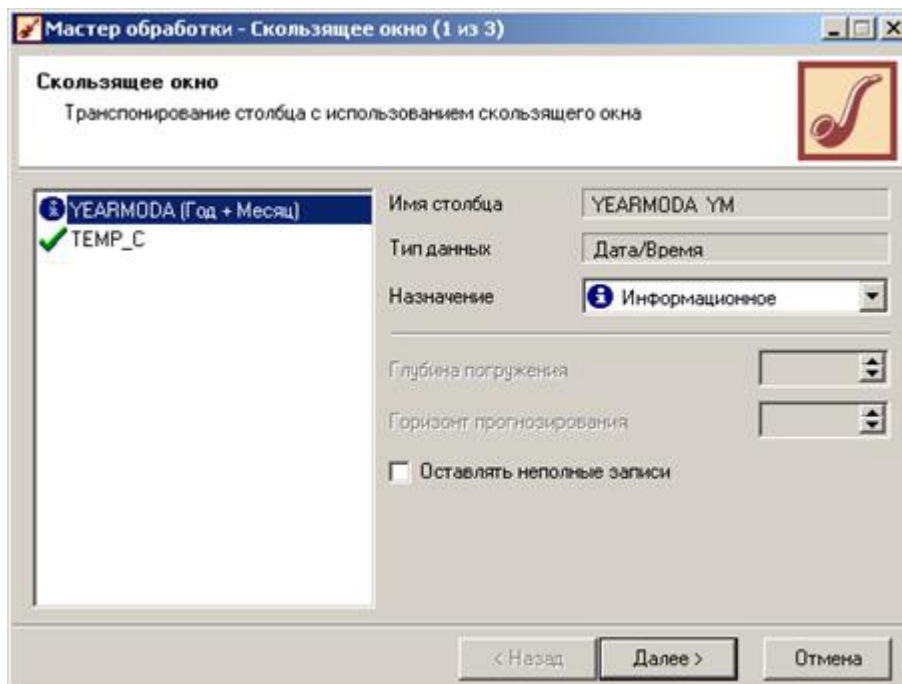 Мастер обработки - Скользящее окно (1 из 3)
Скользящее окно
Транспонирование столбца с использованием скользящего окна
YEARMODA (Год + Месяц)
TEMP_C
Имя столбца
YEARMODA YM
Тип данных
Дата/Время
Назначение
Информационное
Глубина погружения
Горизонт прогнозирования
Оставлять неполные записи
< Назад
Далее >
Отмена